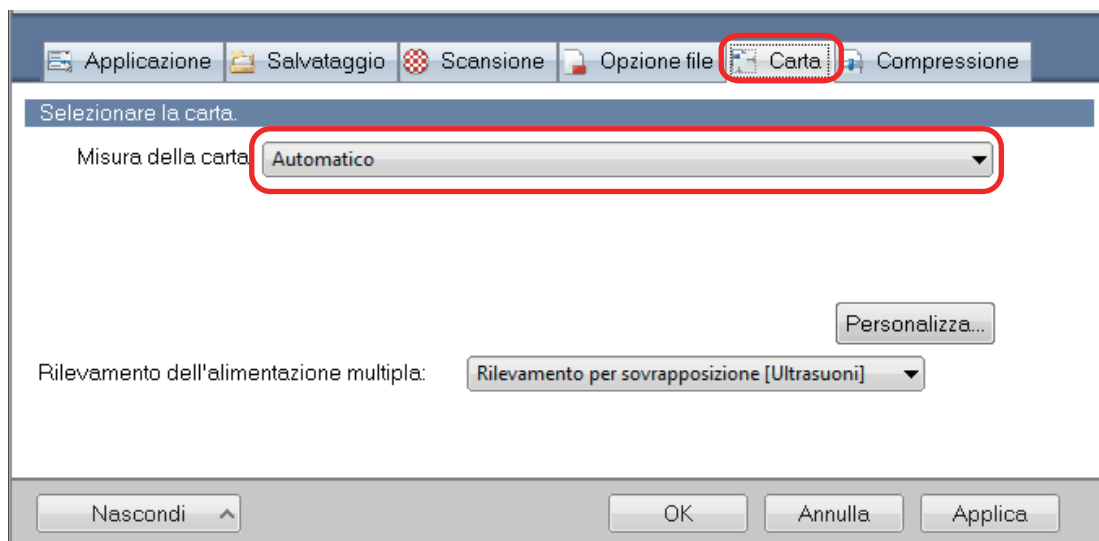 Applicazione Salvataggio Scansione Opzione file Carta Compressione
Selezionare la carta.
Misura della carta Automatico
Personalizza...
Rilevamento dell'alimentazione multipla: Rilevamento per sovrapposizione [Ultrasuoni]
Nascondi OK Annulla Applica